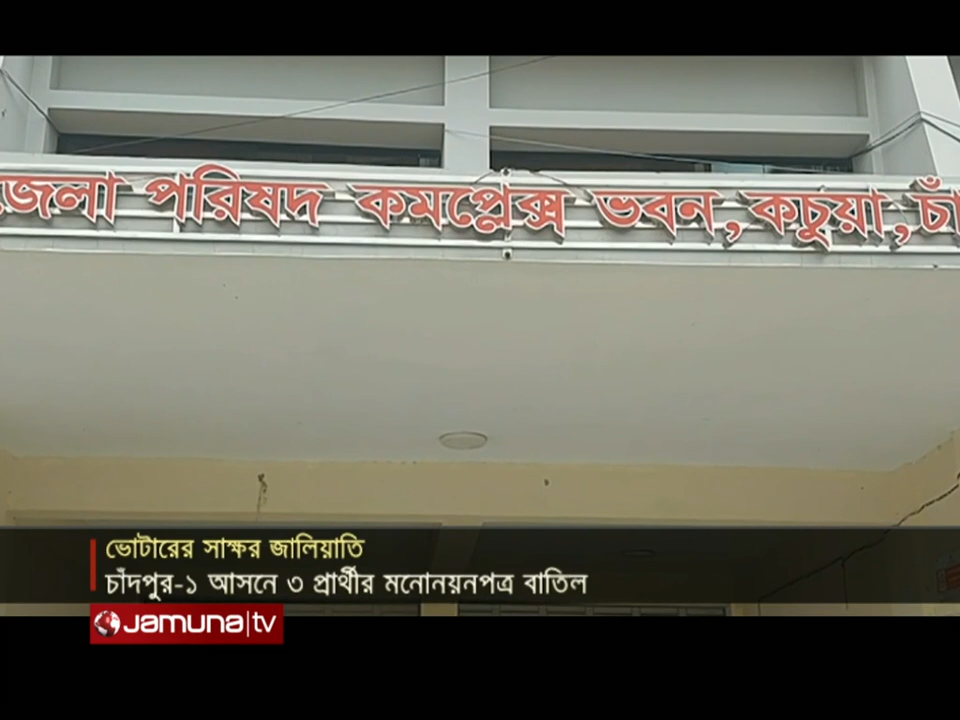 জেলা পরিষদ কমপ্লেক্স ভবন, কচুয়া, চাঁ
ভোটারের সাক্ষর জালিয়াতি
চাঁদপুর-১ আসনে ৩ প্রার্থীর মনোনয়নপত্র বাতিল
Jamuna|tv